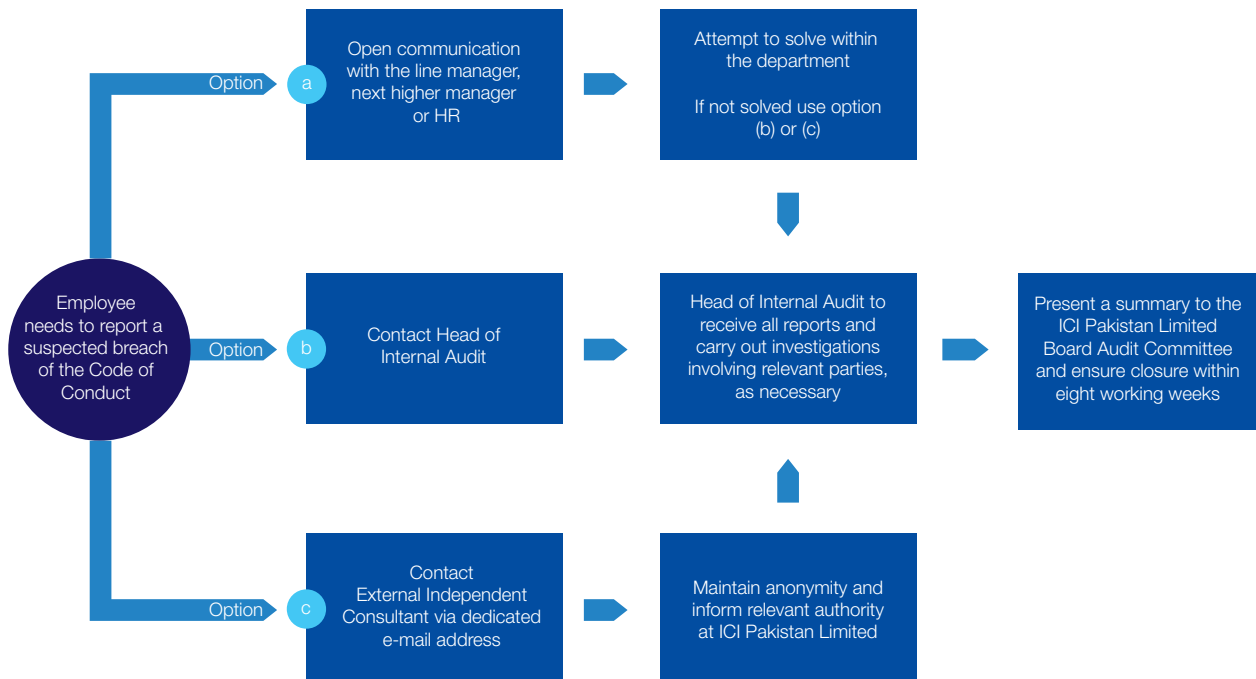 Employee
needs to report a
suspected breach
of the Code of
Conduct
Option
a
Open communication
with the line manager,
next higher manager
or HR
Attempt to solve within
the department
If not solved use option
(b) or (c)
Option
b
Contact Head of
Internal Audit
Head of Internal Audit to
receive all reports and
carry out investigations
involving relevant parties,
as necessary
Present a summary to the
ICI Pakistan Limited
Board Audit Committee
and ensure closure within
eight working weeks
Option
c
Contact
External Independent
Consultant via dedicated
e-mail address
Maintain anonymity and
inform relevant authority
at ICI Pakistan Limited